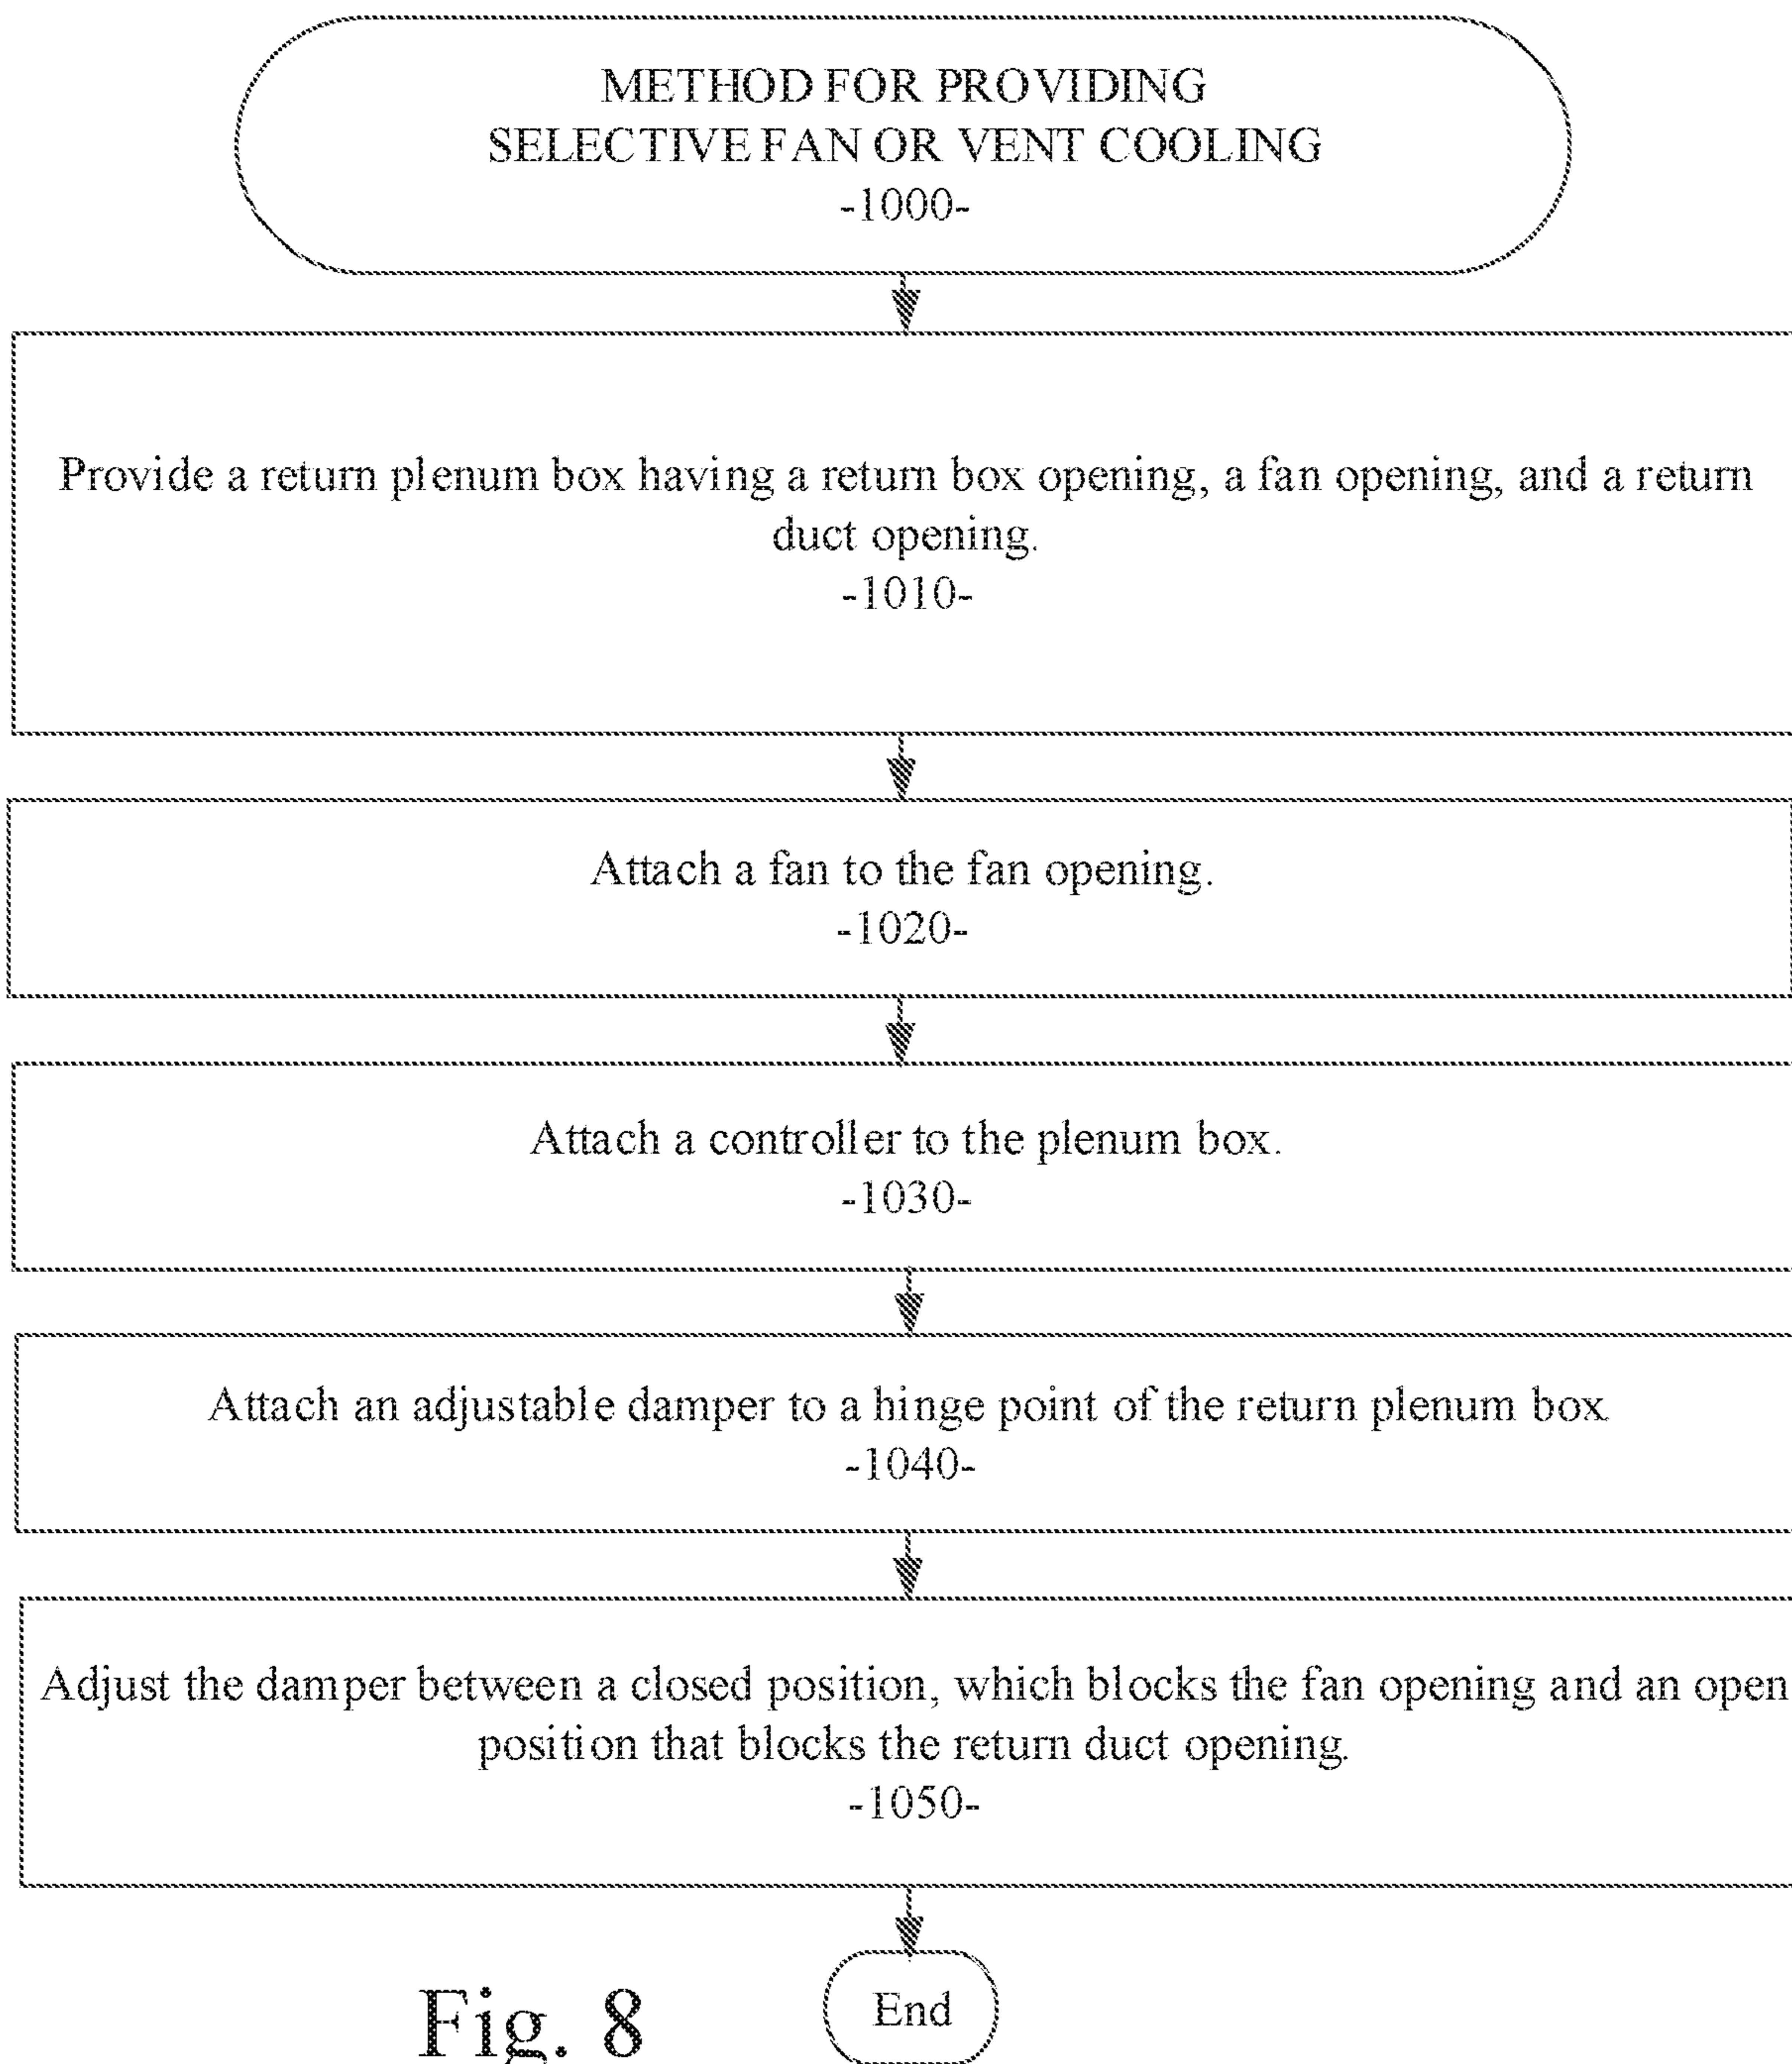 METHOD FOR PROVIDING
SELECTIVE FAN OR VENT COOLING
-1000-
Provide a return plenum box having a return box opening, a fan opening, and a return
duct opening.
-1010-
Attach a fan to the fan opening.
-1020-
Attach a controller to the plenum box.
-1030-
Attach an adjustable damper to a hinge point of the return plenum box
-1040-
Adjust the damper between a closed position, which blocks the fan opening and an open
position that blocks the return duct opening.
-1050-
End
Fig. 8